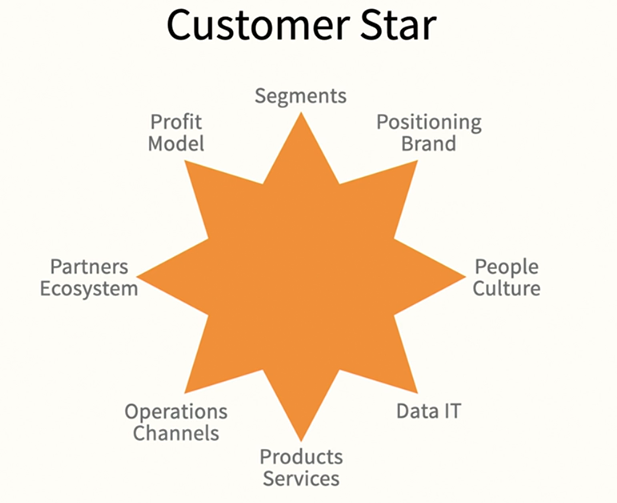 Customer Star
Segments
Profit
Model
Positioning
Brand
Partners
Ecosystem
People
Culture
Operations
Channels
Data IT
Products
Services